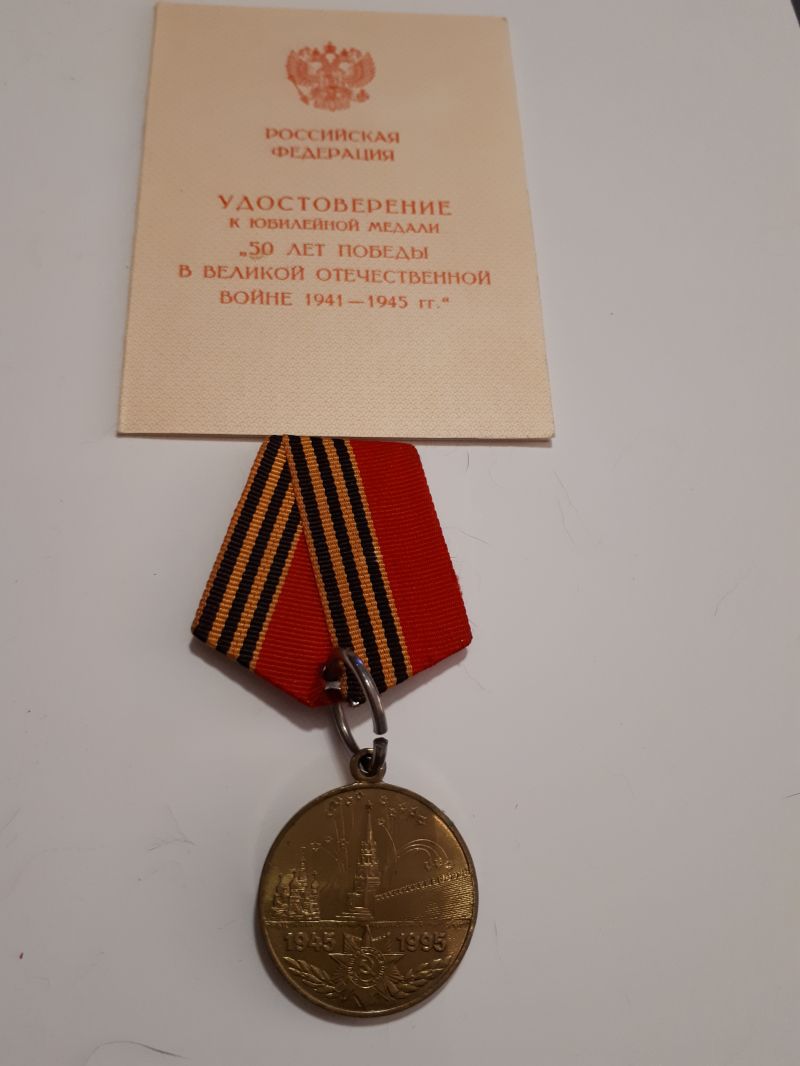 РОССИЙСКАЯ
ФЕДЕРАЦИЯ
УДОСТОВЕРЕНИЕ
К ЮБИЛЕЙНОЙ МЕДАЛИ
„50 ЛЕТ ПОБЕДЫ
В ВЕЛИКОЙ ОТЕЧЕСТВЕННОЙ
ВОЙНЕ 1941—1945 гг.“
1945 1995